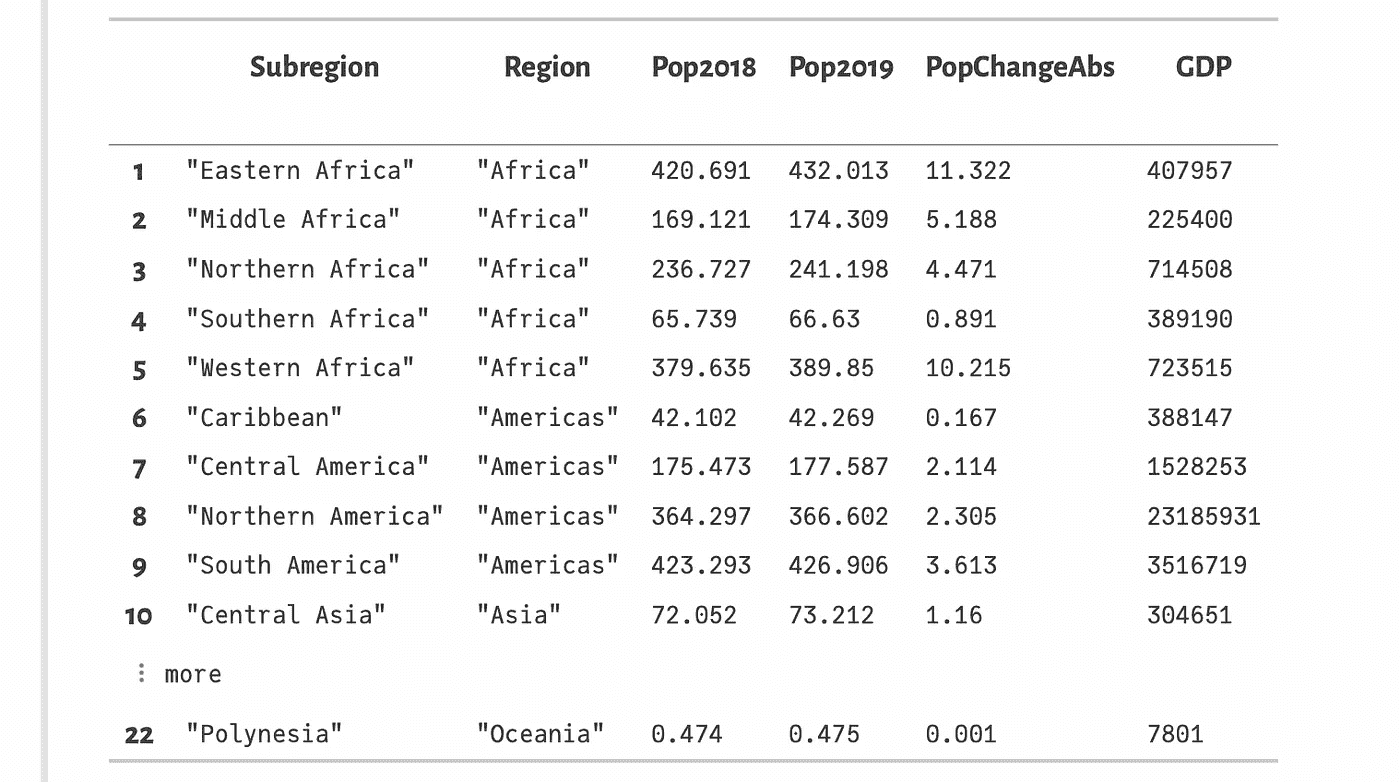 Subregion Region Pop2018 Pop2019 PopChangeAbs GDP
1 "Eastern Africa" "Africa" 420.691 432.013 11.322 407957
2 "Middle Africa" "Africa" 169.121 174.309 5.188 225400
3 "Northern Africa" "Africa" 236.727 241.198 4.471 714508
4 "Southern Africa" "Africa" 65.739 66.63 0.891 389190
5 "Western Africa" "Africa" 379.635 389.85 10.215 723515
6 "Caribbean" "Americas" 42.102 42.269 0.167 388147
7 "Central America" "Americas" 175.473 177.587 2.114 1528253
8 "Northern America" "Americas" 364.297 366.602 2.305 23185931
9 "South America" "Americas" 423.293 426.906 3.613 3516719
10 "Central Asia" "Asia" 72.052 73.212 1.16 304651
⋮ more
22 "Polynesia" "Oceania" 0.474 0.475 0.001 7801